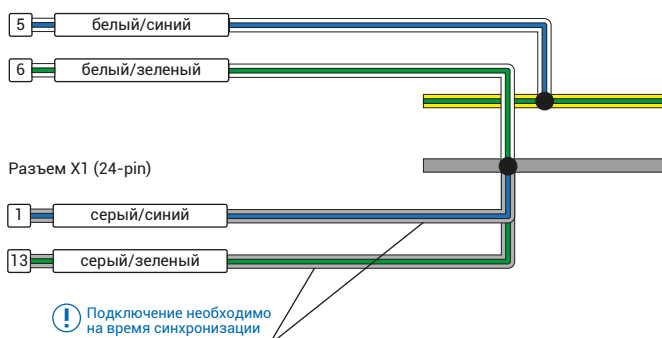 5 белый/синий
6 белый/зеленый
Разъем X1 (24-pin)
1 серый/синий
13 серый/зеленый
! Подключение необходимо
на время синхронизации